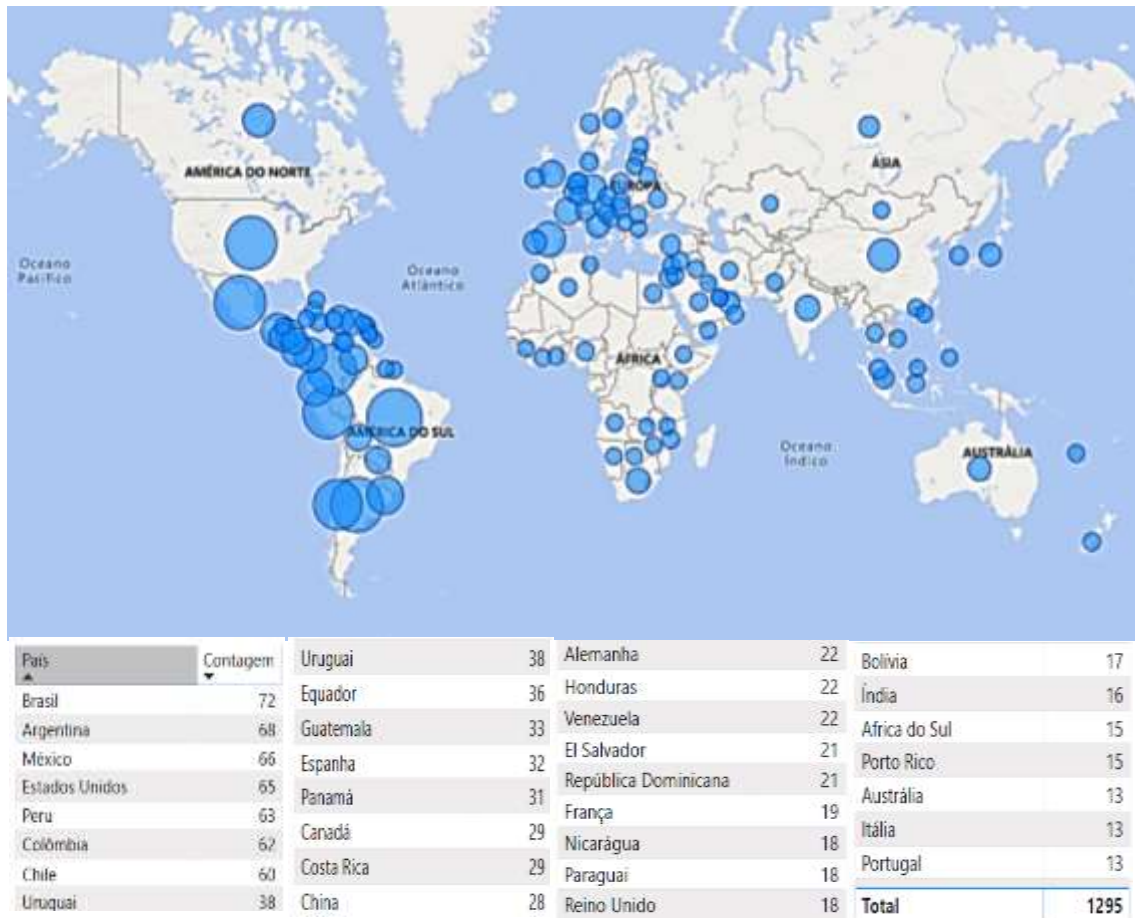 AMÉRICA DO NORTE
ÁSIA
EUROPA
Oceano
Pacífico
Oceano
Atlântico
ÁFRICA
AMÉRICA DO SUL
Oceano
Índico
AUSTRÁLIA
País Contagem
Brasil 72
Argentina 68
México 66
Estados Unidos 65
Peru 63
Colômbia 62
Chile 60
Uruguai 38
Uruguai 38
Equador 36
Guatemala 33
Espanha 32
Panamá 31
Canadá 29
Costa Rica 29
China 28
Alemanha 22
Honduras 22
Venezuela 22
El Salvador 21
República Dominicana 21
França 19
Nicarágua 18
Paraguai 18
Reino Unido 18
Bolívia 17
Índia 16
Africa do Sul 15
Porto Rico 15
Austrália 13
Itália 13
Portugal 13
Total 1295